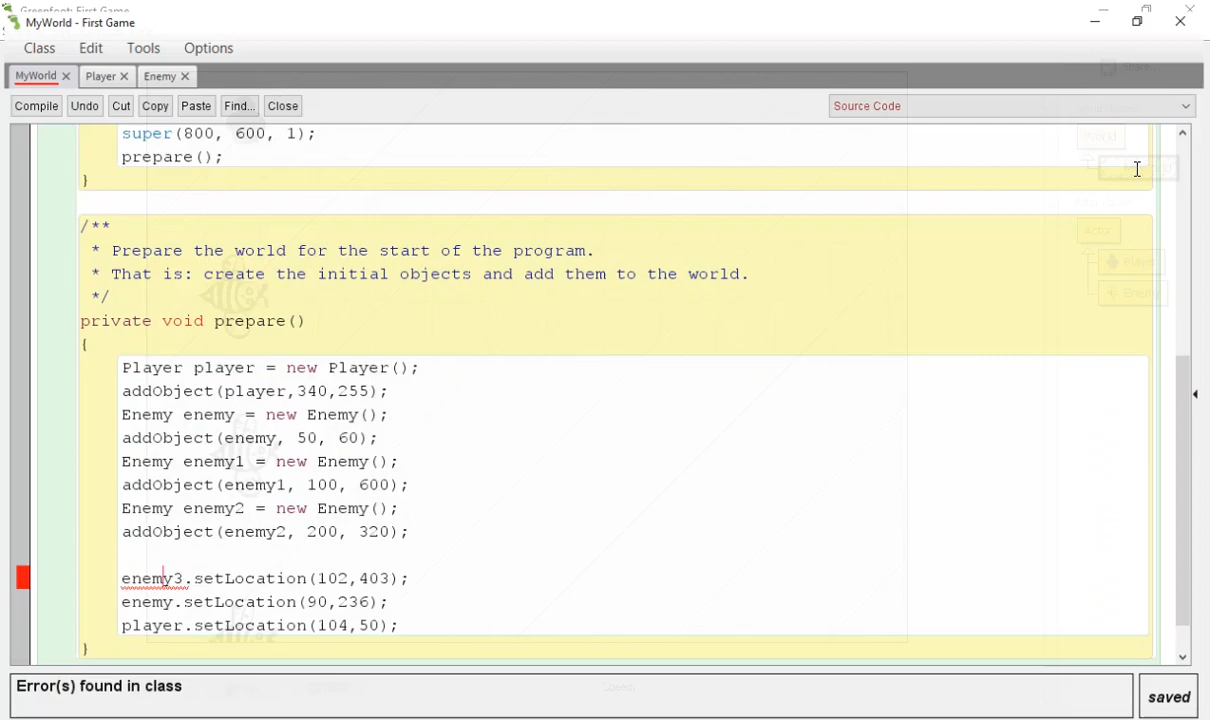 Greenfoot: First Game
MyWorld - First Game
Class Edit Tools Options
MyWorld Player Enemy
Compile Undo Cut Copy Paste Find... Close Source Code
super(800, 600, 1);
prepare();
}
/**
* Prepare the world for the start of the program.
* That is: create the initial objects and add them to the world.
*/
private void prepare()
{
Player player = new Player();
addObject(player,340,255);
Enemy enemy = new Enemy();
addObject(enemy, 50, 60);
Enemy enemy1 = new Enemy();
addObject(enemy1, 100, 600);
Enemy enemy2 = new Enemy();
addObject(enemy2, 200, 320);
enemy3.setLocation(102,403);
enemy.setLocation(90,236);
player.setLocation(104,50);
}
World
Actor
Player
Enemy
Error(s) found in class
saved